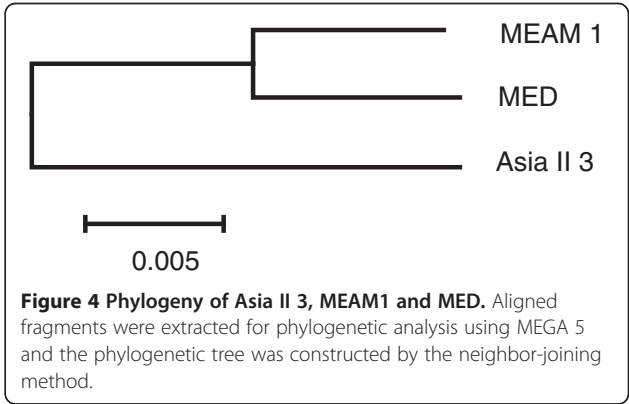 MEAM 1
MED
Asia II 3
0.005
Figure 4 Phylogeny of Asia II 3, MEAM1 and MED. Aligned
fragments were extracted for phylogenetic analysis using MEGA 5
and the phylogenetic tree was constructed by the neighbor-joining
method.